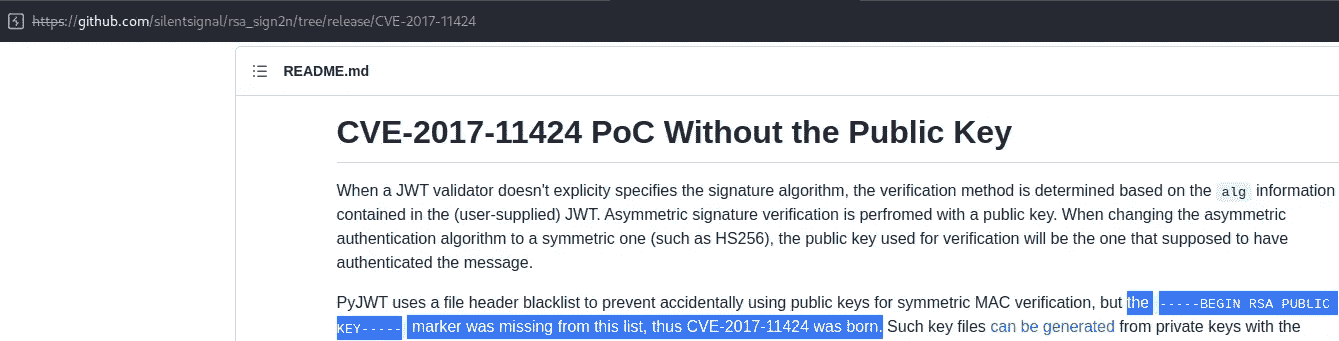 https://github.com/silentsignal/rsa_sign2n/tree/release/CVE-2017-11424
README.md
CVE-2017-11424 PoC Without the Public Key
When a JWT validator doesn't explicity specifies the signature algorithm, the verification method is determined based on the alg information
contained in the (user-supplied) JWT. Asymmetric signature verification is perfromed with a public key. When changing the asymmetric
authentication algorithm to a symmetric one (such as HS256), the public key used for verification will be the one that supposed to have
authenticated the message.
PyJWT uses a file header blacklist to prevent accidentally using public keys for symmetric MAC verification, but the -----BEGIN RSA PUBLIC
KEY----- marker was missing from this list, thus CVE-2017-11424 was born. Such key files can be generated from private keys with the